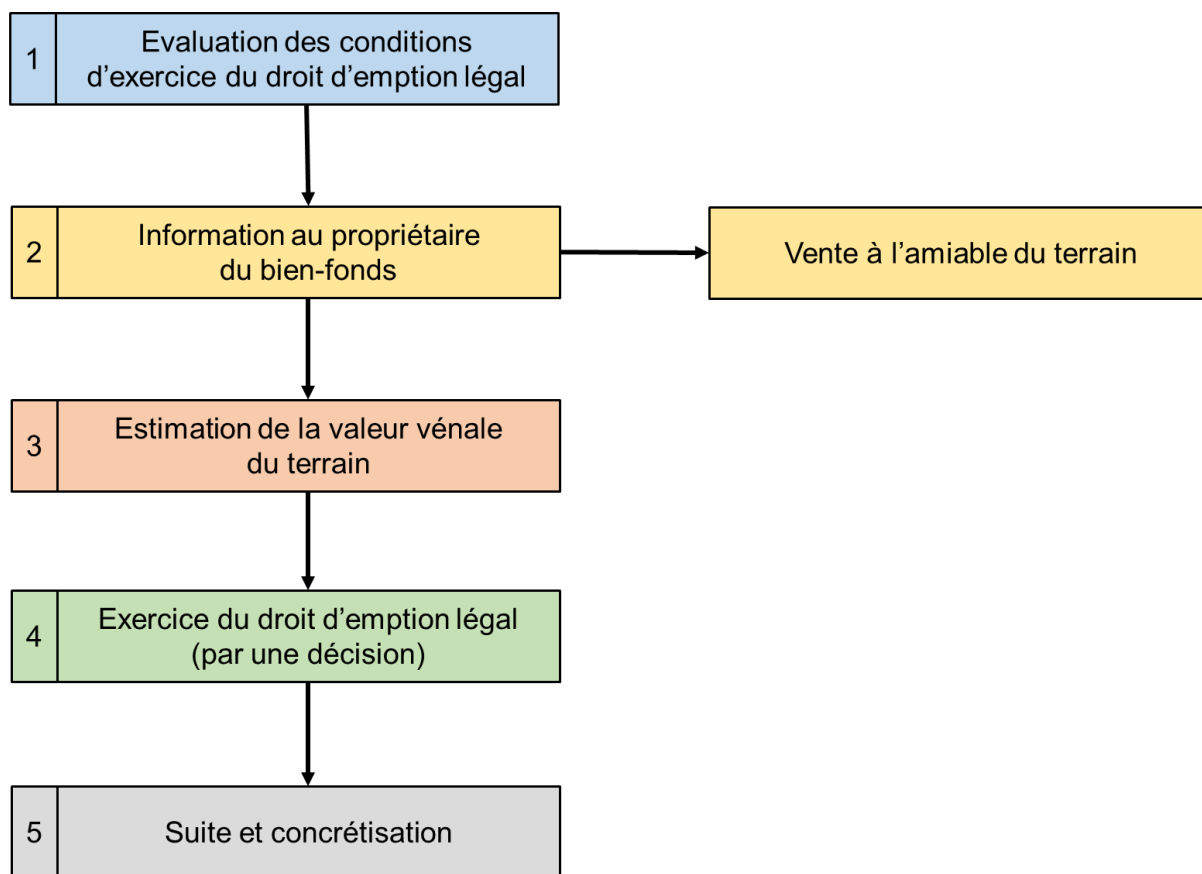 1
Evaluation des conditions
d’exercice du droit d’emption légal
2
Information au propriétaire
du bien-fonds
Vente à l’amiable du terrain
3
Estimation de la valeur vénale
du terrain
4
Exercice du droit d’emption légal
(par une décision)
5
Suite et concrétisation